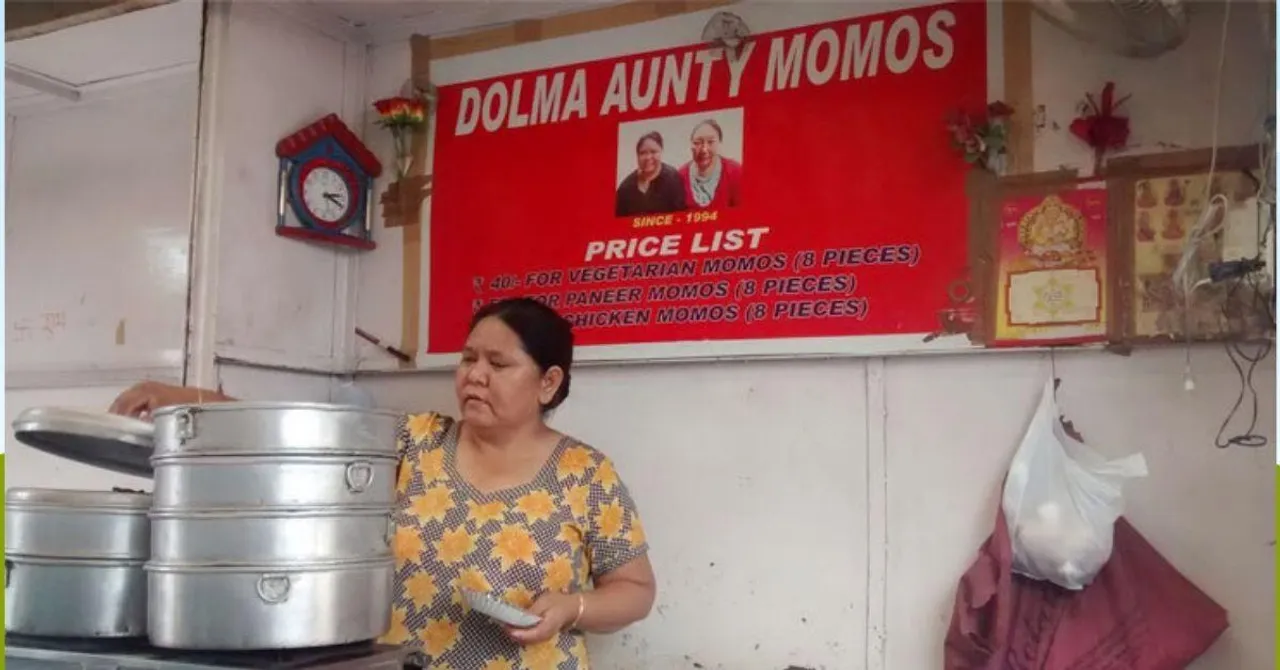 DOLMA AUNTY MOMOS
SINCE - 1994
PRICE LIST
₹ 40/- FOR VEGETARIAN MOMOS (8 PIECES)
FOR PANEER MOMOS (8 PIECES)
CHICKEN MOMOS (8 PIECES)